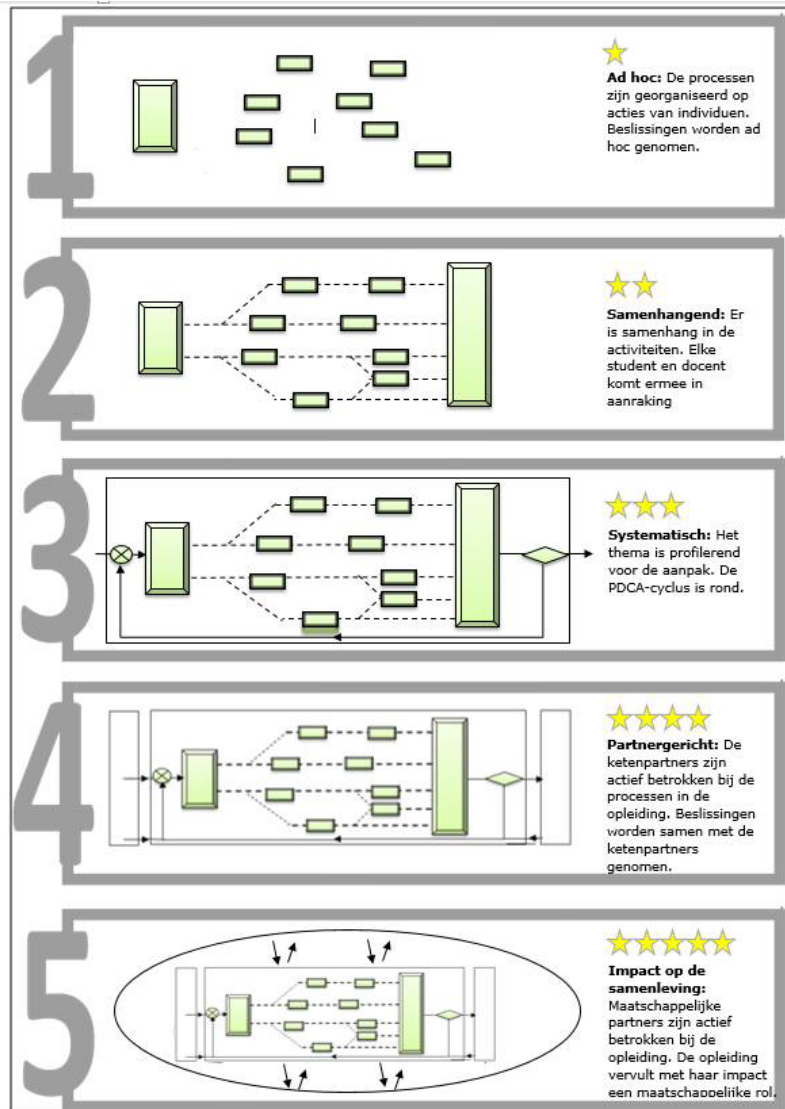 1
Ad hoc: De processen
zijn georganiseerd op
acties van individuen.
Beslissingen worden ad
hoc genomen.
2
Samenhangend: Er
is samenhang in de
activiteiten. Elke
student en docent
komt ermee in
aanraking
3
Systematisch: Het
thema is profilerend
voor de aanpak. De
PDCA-cyclus is rond.
4
Partnergericht: De
ketenpartners zijn
actief betrokken bij de
processen in de
opleiding. Beslissingen
worden samen met de
ketenpartners
genomen.
5
Impact op de
samenleving:
Maatschappelijke
partners zijn actief
betrokken bij de
opleiding. De opleiding
vervult met haar impact
een maatschappelijke rol.